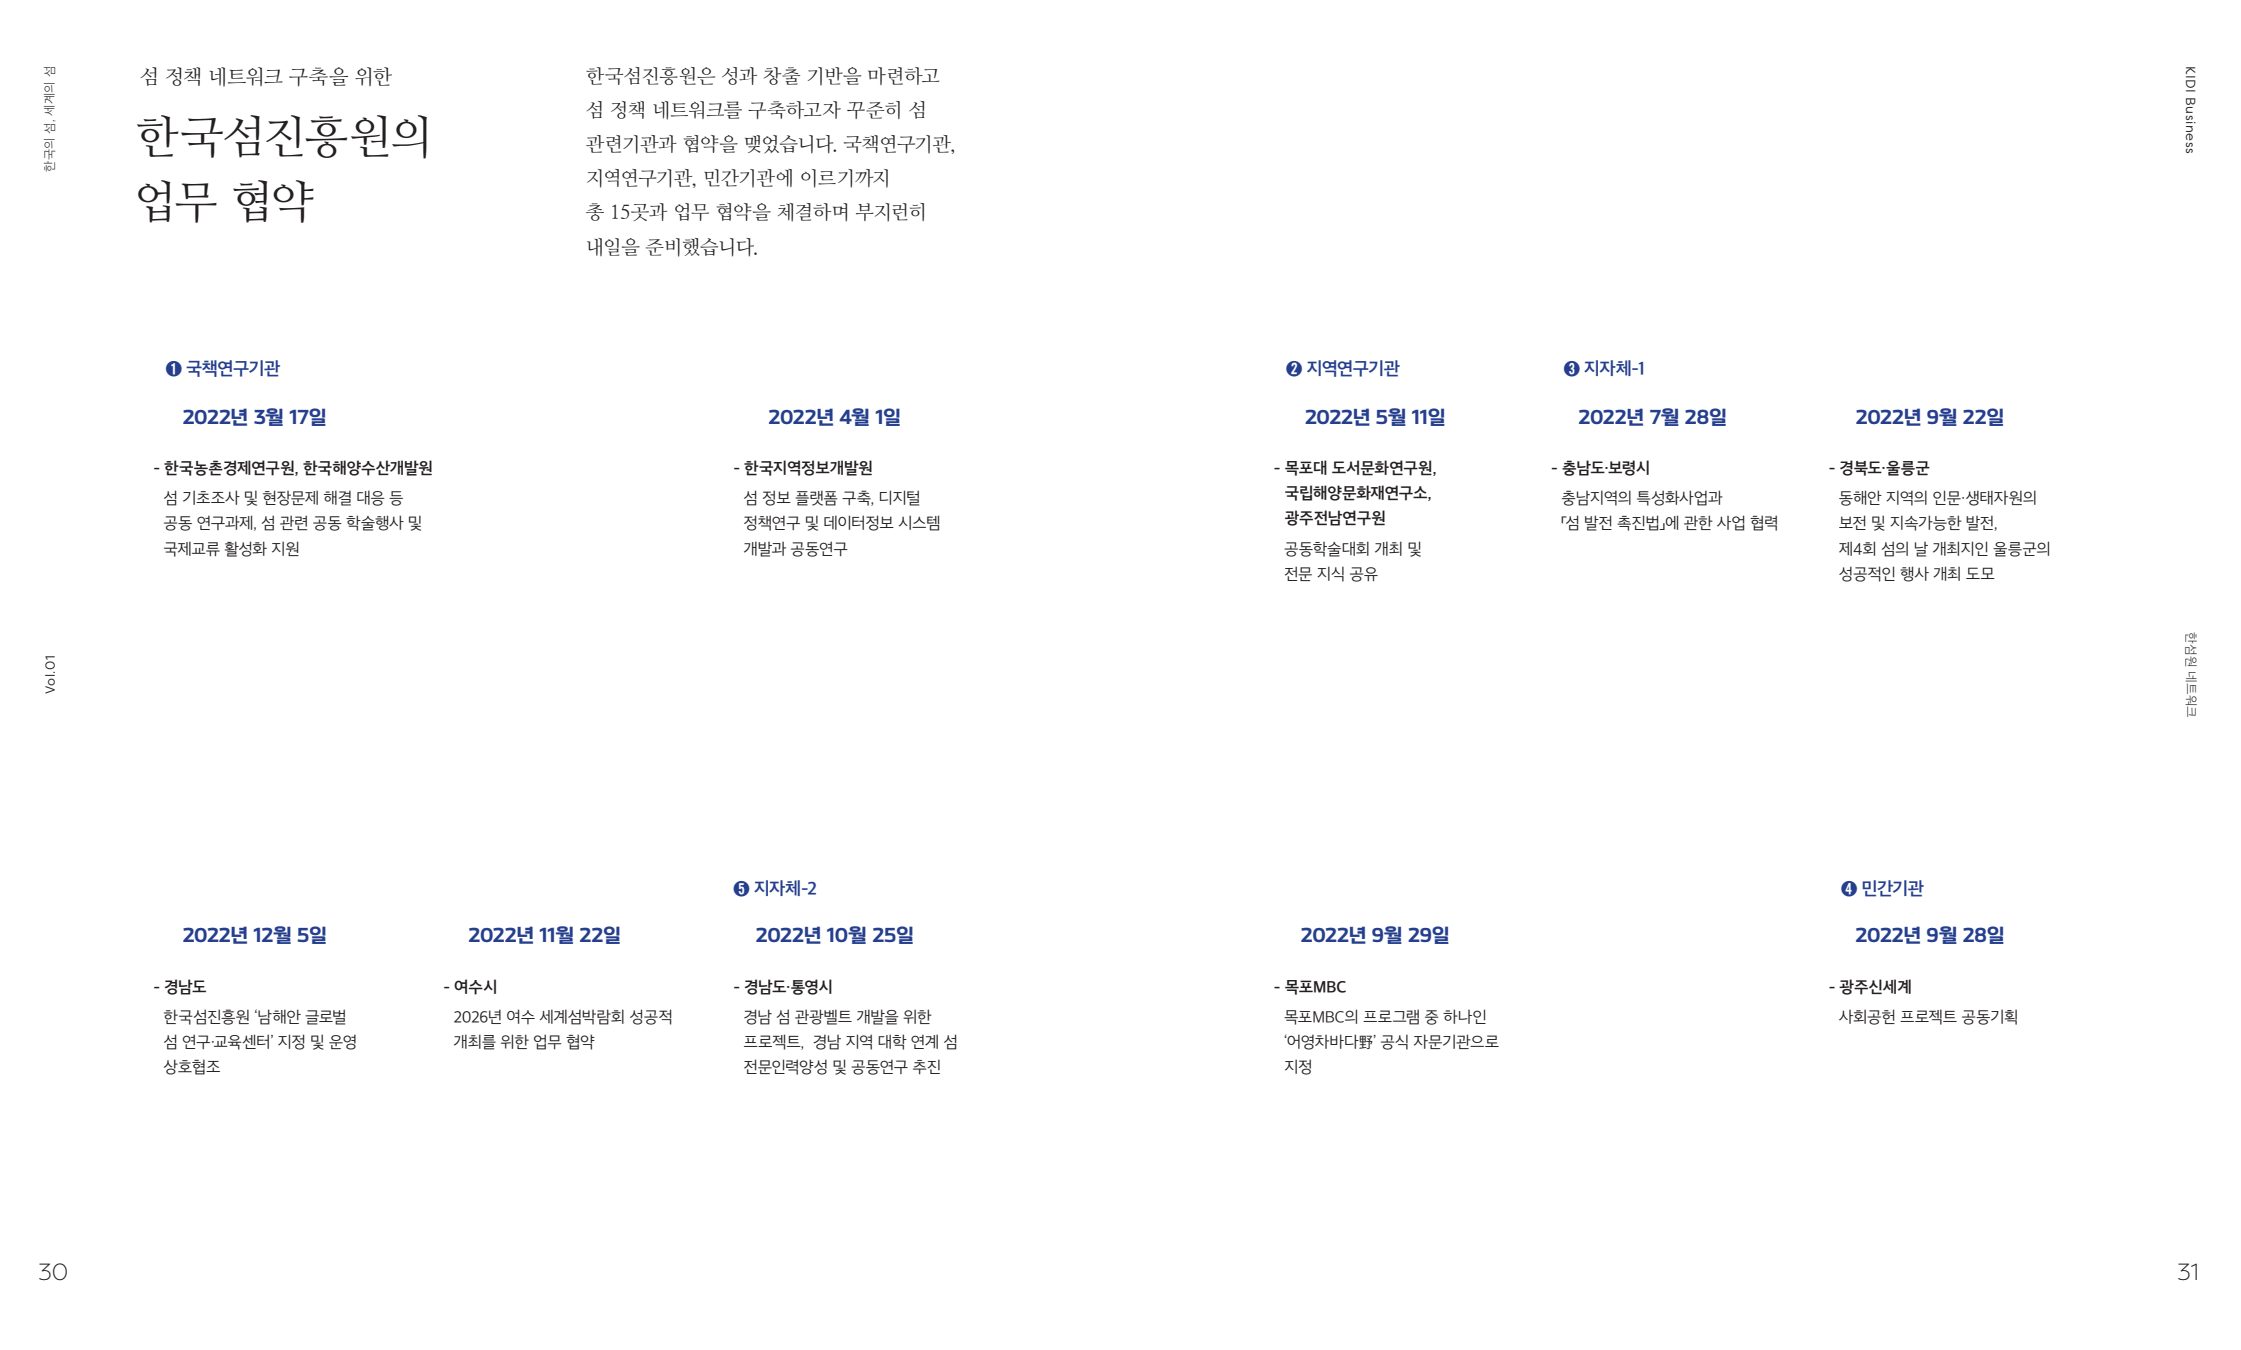 한국의 섬, 세계의 섬
섬 정책 네트워크 구축을 위한
한국섬진흥원의
업무 협약
한국섬진흥원은 성과 창출 기반을 마련하고
섬 정책 네트워크를 구축하고자 꾸준히 섬
관련기관과 협약을 맺었습니다. 국책연구기관,
지역연구기관, 민간기관에 이르기까지
총 15곳과 업무 협약을 체결하며 부지런히
내일을 준비했습니다.
KIDI Business
❶ 국책연구기관
2022년 3월 17일
- 한국농촌경제연구원, 한국해양수산개발원
섬 기초조사 및 현장문제 해결 대응 등
공동 연구과제, 섬 관련 공동 학술행사 및
국제교류 활성화 지원
2022년 4월 1일
- 한국지역정보개발원
섬 정보 플랫폼 구축, 디지털
정책연구 및 데이터정보 시스템
개발과 공동연구
❷ 지역연구기관
2022년 5월 11일
- 목포대 도서문화연구원,
국립해양문화재연구소,
광주전남연구원
공동학술대회 개최 및
전문 지식 공유
❸ 지자체-1
2022년 7월 28일
- 충남도·보령시
충남지역의 특성화사업과
「섬 발전 촉진법」에 관한 사업 협력
2022년 9월 22일
- 경북도·울릉군
동해안 지역의 인문·생태자원의
보전 및 지속가능한 발전,
제4회 섬의 날 개최지인 울릉군의
성공적인 행사 개최 도모
Vol.01
한섬원 네트워크
2022년 12월 5일
- 경남도
한국섬진흥원 ‘남해안 글로벌
섬 연구·교육센터’ 지정 및 운영
상호협조
2022년 11월 22일
- 여수시
2026년 여수 세계섬박람회 성공적
개최를 위한 업무 협약
❺ 지자체-2
2022년 10월 25일
- 경남도·통영시
경남 섬 관광벨트 개발을 위한
프로젝트, 경남 지역 대학 연계 섬
전문인력양성 및 공동연구 추진
2022년 9월 29일
- 목포MBC
목포MBC의 프로그램 중 하나인
‘어영차바다野’ 공식 자문기관으로
지정
❹ 민간기관
2022년 9월 28일
- 광주신세계
사회공헌 프로젝트 공동기획
30
31